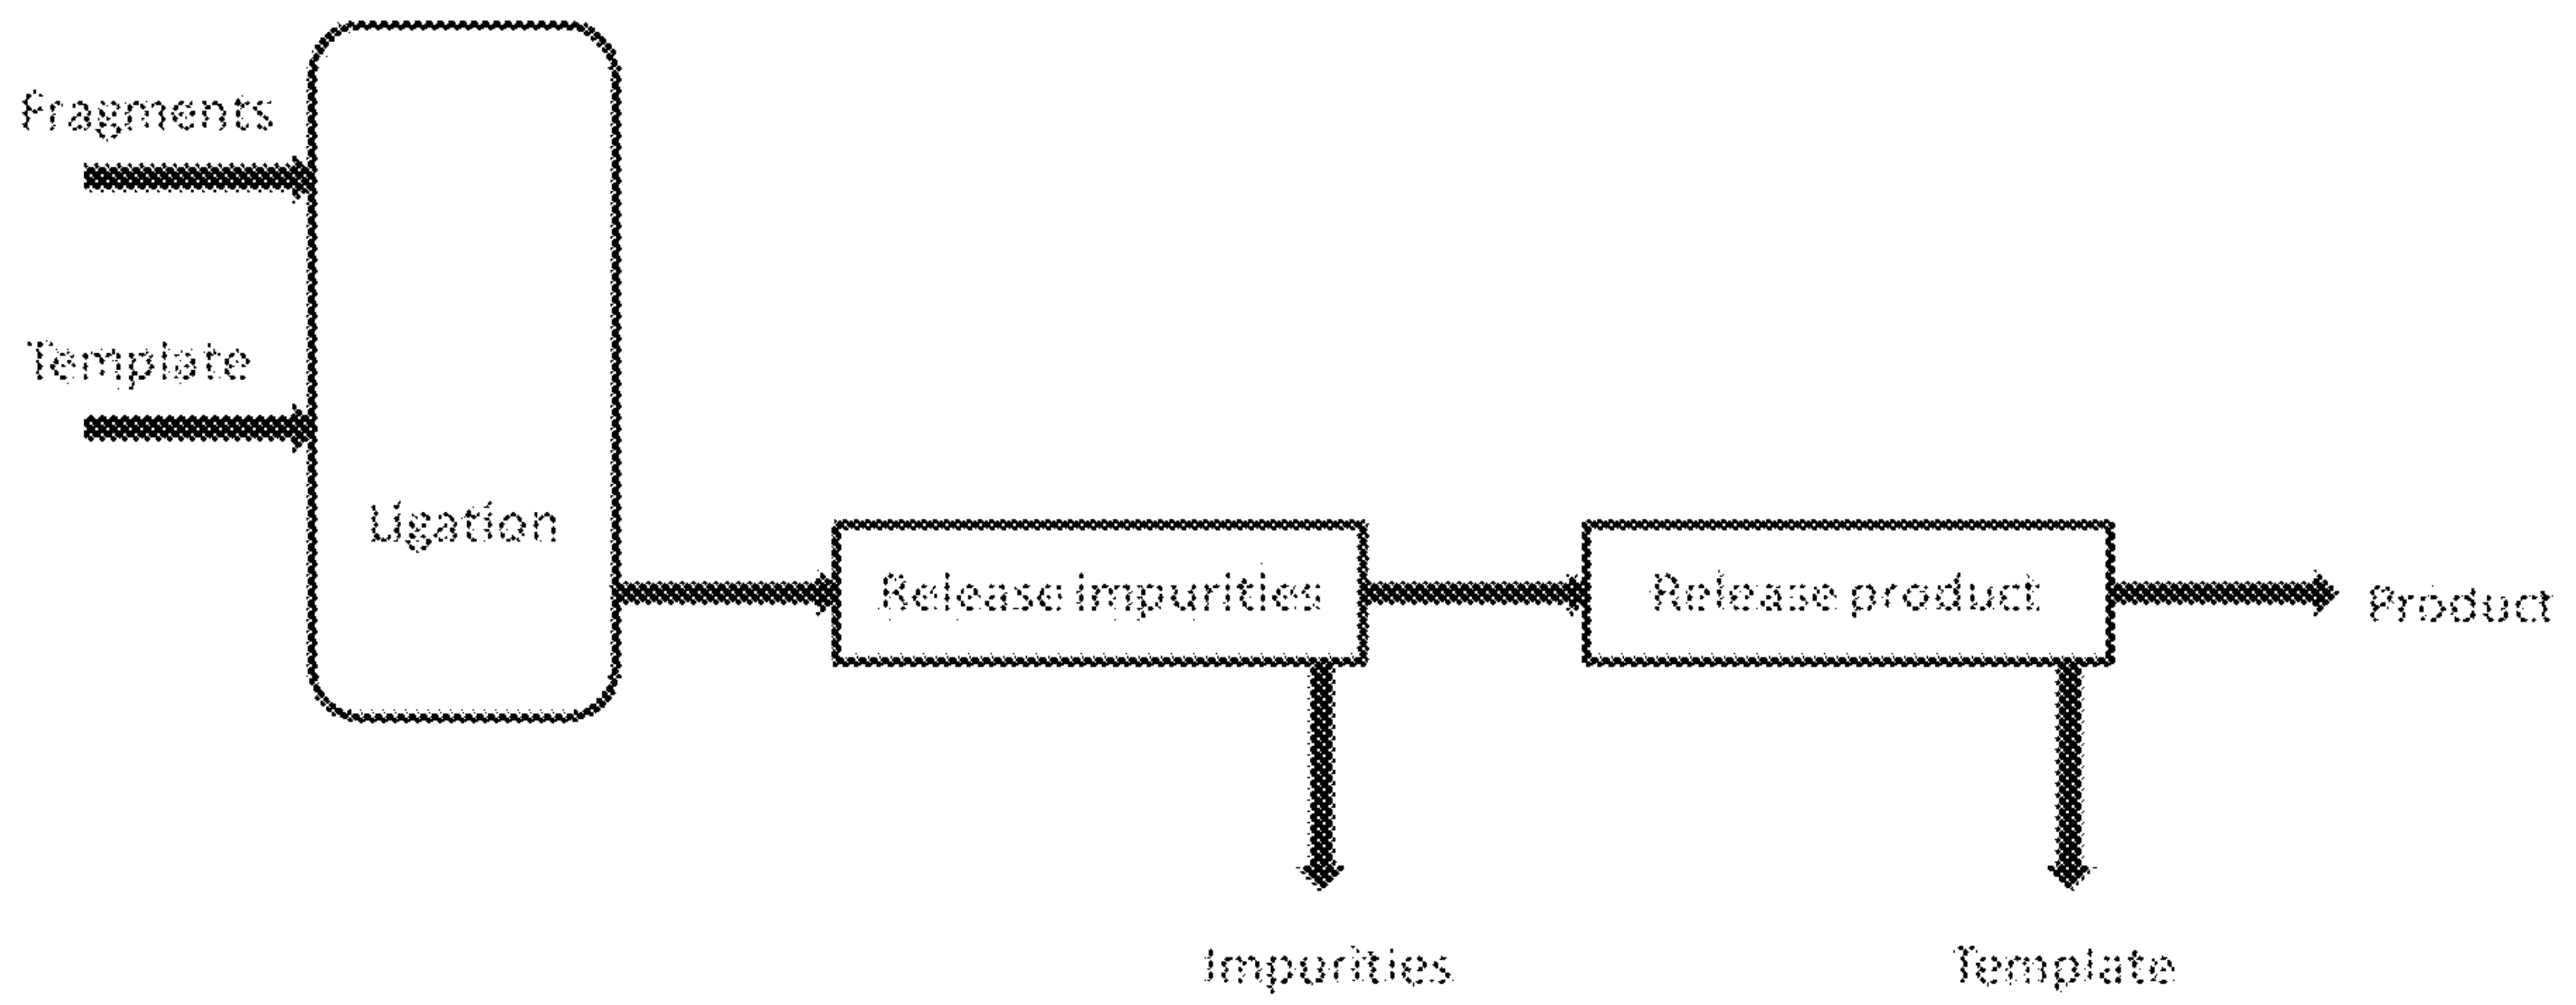 Fragments
Template
Ligation
Release impurities
Release product
Product
Impurities
Template